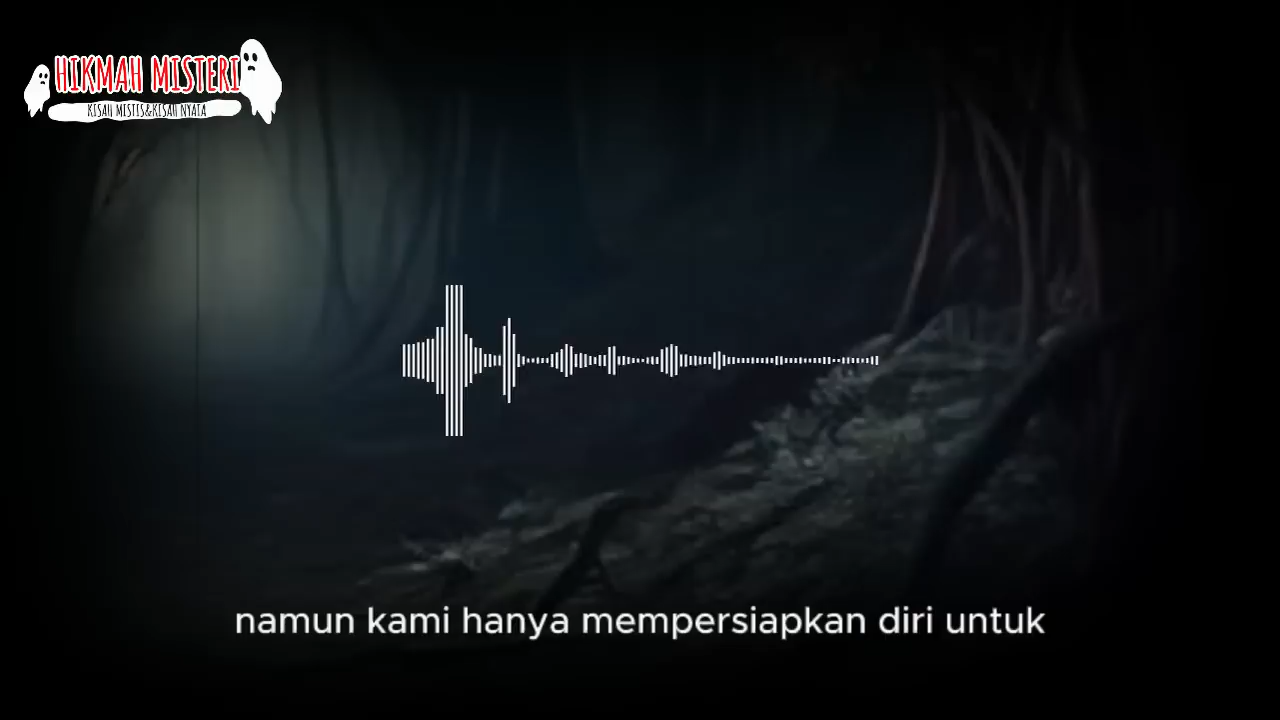 HIKMAH MISTERI
KISAH MISTIS&KISAH NYATA
namun kami hanya mempersiapkan diri untuk